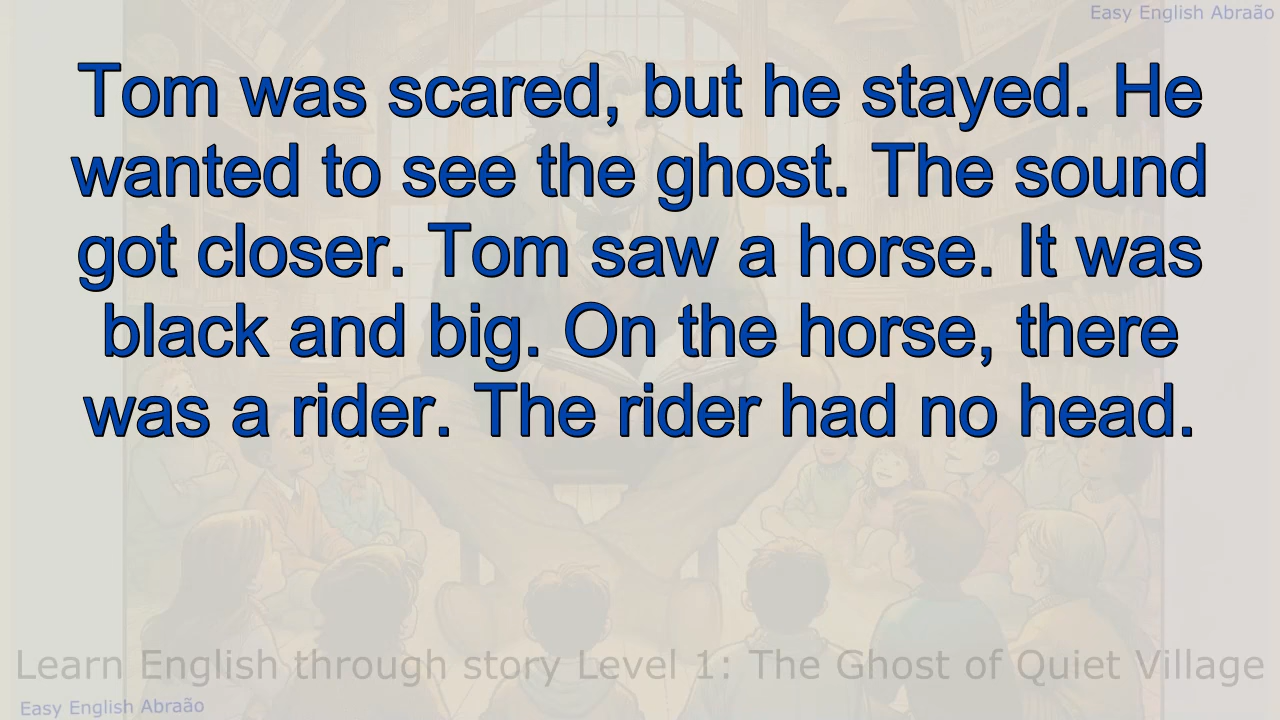 Easy English Abraão
Tom was scared, but he stayed. He
wanted to see the ghost. The sound
got closer. Tom saw a horse. It was
black and big. On the horse, there
was a rider. The rider had no head.
Learn English through story Level 1: The Ghost of Quiet Village
Easy English Abraão